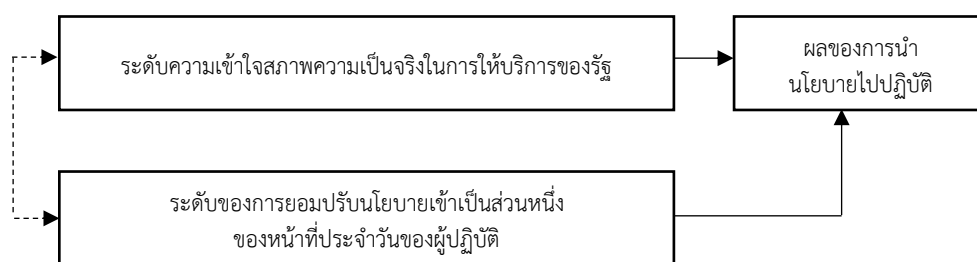 ระดับความเข้าใจสภาพความเป็นจริงในการให้บริการของรัฐ
ผลของการนำ
นโยบายไปปฏิบัติ
ระดับของการยอมปรับนโยบายเข้าเป็นส่วนหนึ่ง
ของหน้าที่ประจำวันของผู้ปฏิบัติ